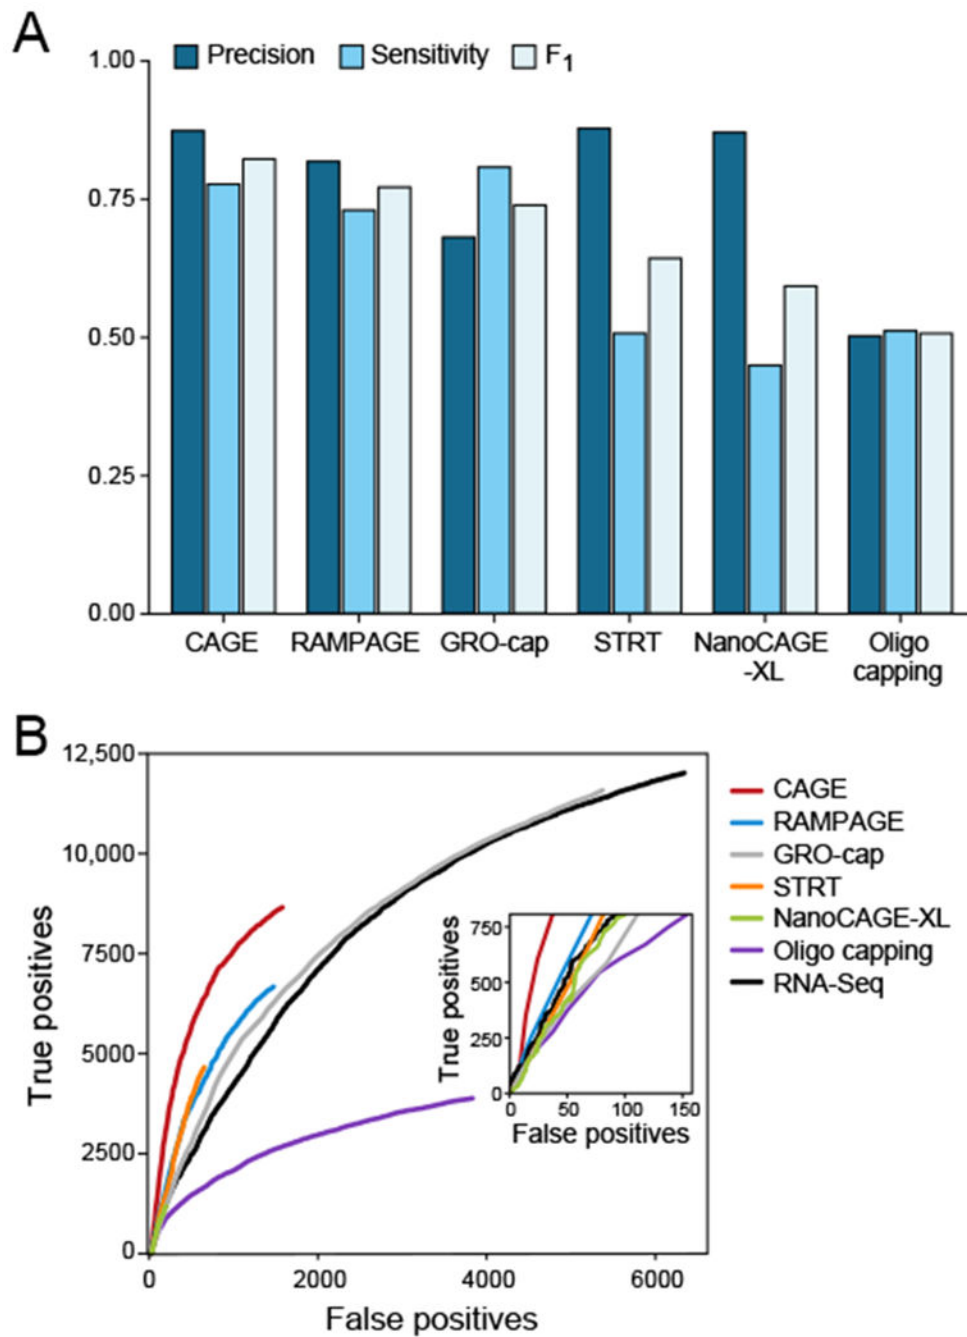 A
Precision Sensitivity F1
1.00
0.75
0.50
0.25
0.00
CAGE RAMPAGE GRO-cap STRT NanoCAGE Oligo
-XL capping
B
12,500
10,000
7500
5000
2500
0
True positives
0 2000 4000 6000
False positives
750
500
250
0
True positives
0 50 100 150
False positives
CAGE
RAMPAGE
GRO-cap
STRT
NanoCAGE-XL
Oligo capping
RNA-Seq